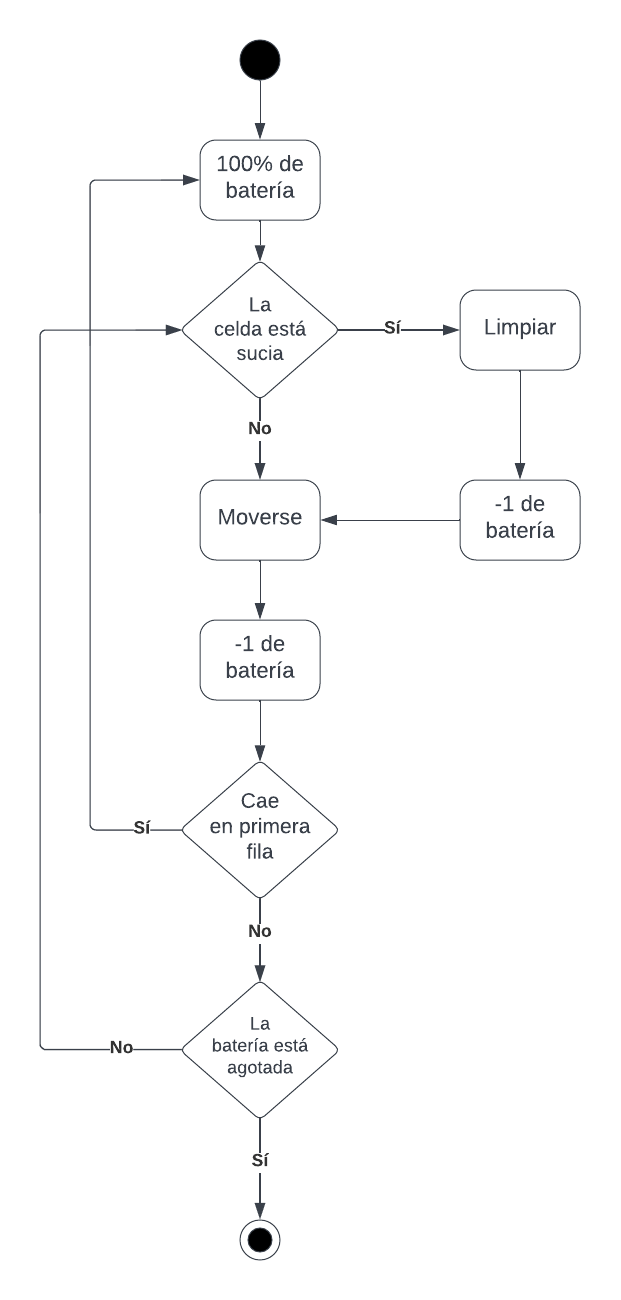 100% de
batería
La
celda está
sucia
Sí
Limpiar
No
Moverse
-1 de
batería
-1 de
batería
Cae
en primera
fila
Sí
No
La
batería está
agotada
No
Sí